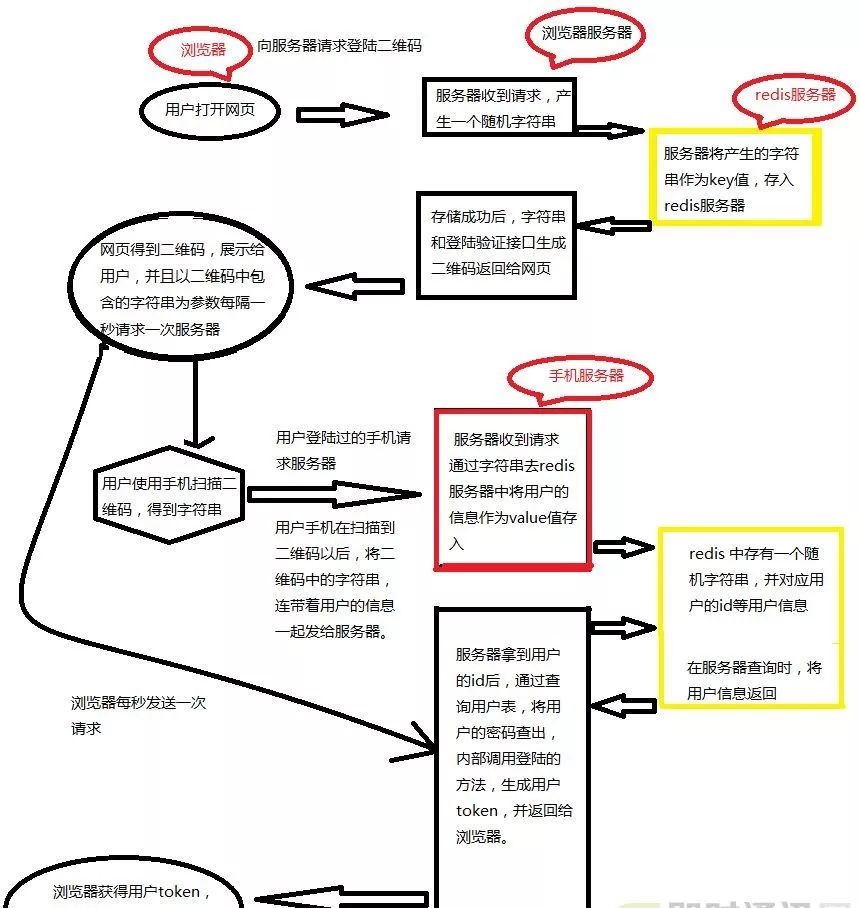 浏览器
向服务器请求登陆二维码
浏览器服务器
用户打开网页
服务器收到请求，产
生一个随机字符串
redis服务器
服务器将产生的字符
串作为key值，存入
redis服务器
存储成功后，字符串
和登陆验证接口生成
二维码返回给网页
网页得到二维码，展示给
用户，并且以二维码中包
含的字符串为参数每隔一
秒请求一次服务器
手机服务器
用户登陆过的手机请
求服务器
服务器收到请求
通过字符串去redis
服务器中将用户的
信息作为value值存
入
用户使用手机扫描二
维码，得到字符串
用户手机在扫描到
二维码以后，将二
维码中的字符串，
连带着用户的信息
一起发给服务器。
redis 中存有一个随
机字符串，并对应用
户的id等用户信息
在服务器查询时，将
用户信息返回
服务器拿到用户
的id后，通过查
询用户表，将用
户的密码查出，
内部调用登陆的
方法，生成用户
token，并返回给
浏览器。
浏览器每秒发送一次
请求
浏览器获得用户token，